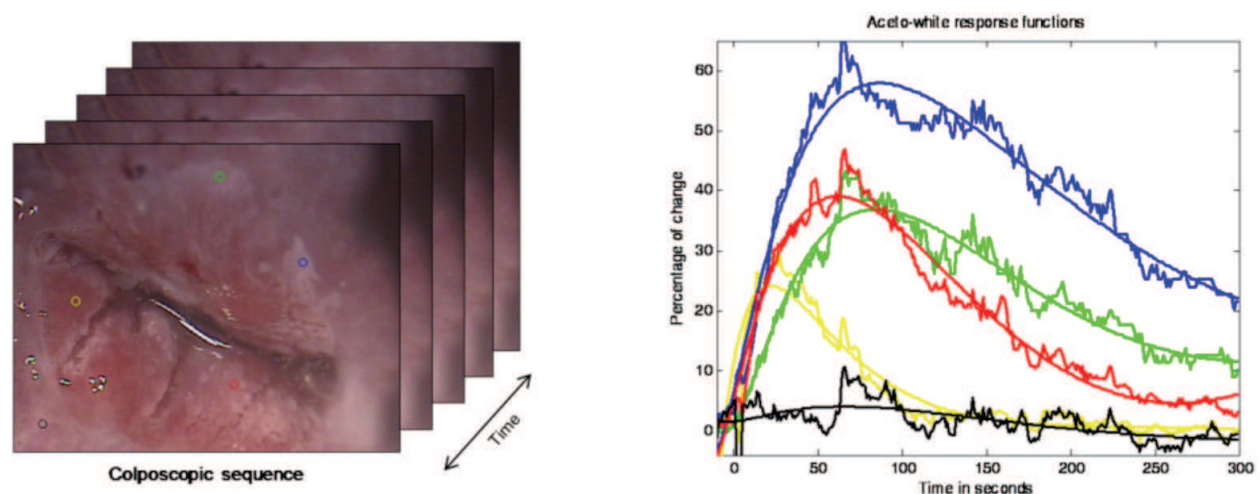 Aceto-white response functions
60
50
40
30
20
10
0
Percentage of change
0 50 100 150 200 250 300
Time in seconds
Time
Colposcopic sequence